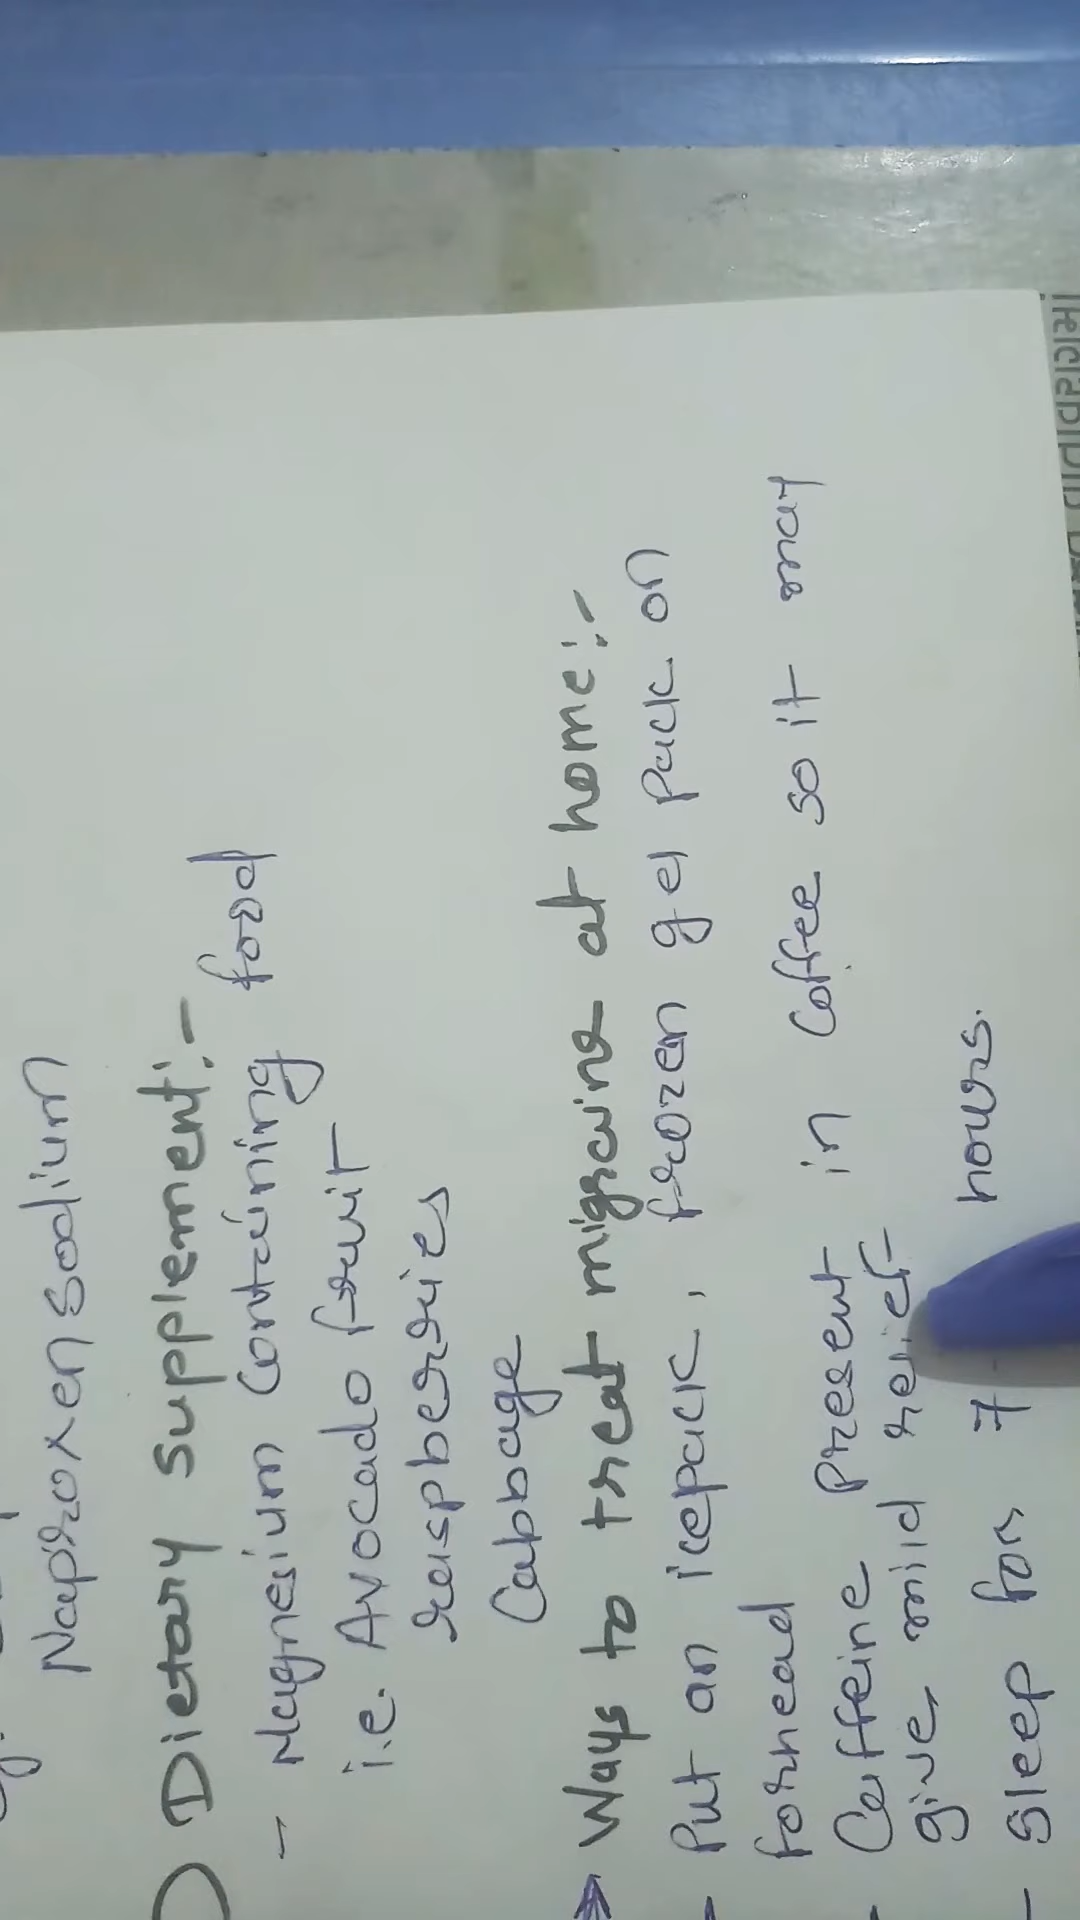 Naproxen sodium
Dietary supplement:-
- Magnesium containing food
i.e. Avocado fruit
raspberries
Cabbage
Ways to treat migraine at home:-
- Put an icepack, frozen gel pack on
forhead
- Caffeine present in coffee so it may
give mild relief
- Sleep for 7- hours.